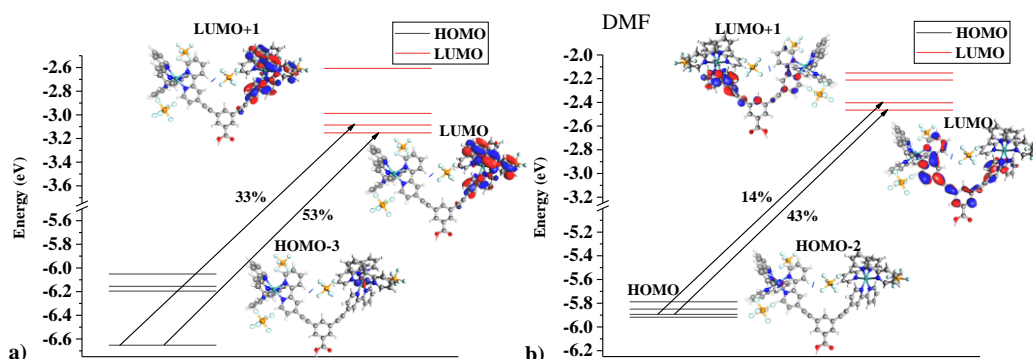 LUMO+1
HOMO
LUMO
-2.6
-2.8
-3.0
-3.2
-3.4
-3.6
-5.6
-5.8
-6.0
-6.2
-6.4
-6.6
Energy (eV)
LUMO
33%
53%
HOMO-3
a)
DMF
LUMO+1
HOMO
LUMO
-2.0
-2.2
-2.4
-2.6
-2.8
-3.0
-3.2
-5.2
-5.4
-5.6
-5.8
-6.0
-6.2
Energy (eV)
LUMO
14%
43%
HOMO-2
HOMO
b)